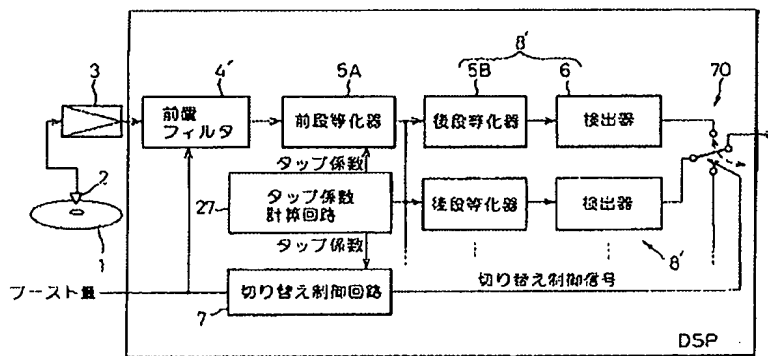 8'
3
4'
5A
5B
6
70
前置
フィルタ
前段等化器
後段等化器
検出器
タップ係数
2
27
タップ係数
計算回路
後段等化器
検出器
1
タップ係数
8'
ブースト量
切り替え制御回路
切り替え制御信号
7
DSP